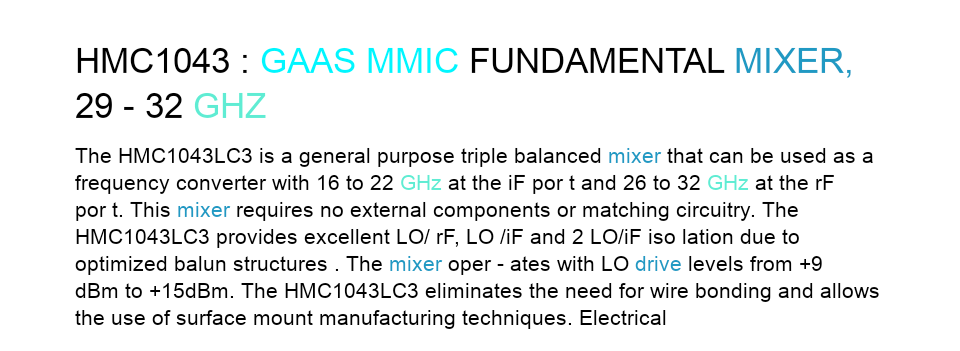 HMC1043 : GAAS MMIC FUNDAMENTAL MIXER,
29 - 32 GHZ
The HMC1043LC3 is a general purpose triple balanced mixer that can be used as a
frequency converter with 16 to 22 GHz at the iF por t and 26 to 32 GHz at the rF
por t. This mixer requires no external components or matching circuitry. The
HMC1043LC3 provides excellent LO/ rF, LO /iF and 2 LO/iF iso lation due to
optimized balun structures . The mixer oper - ates with LO drive levels from +9
dBm to +15dBm. The HMC1043LC3 eliminates the need for wire bonding and allows
the use of surface mount manufacturing techniques. Electrical